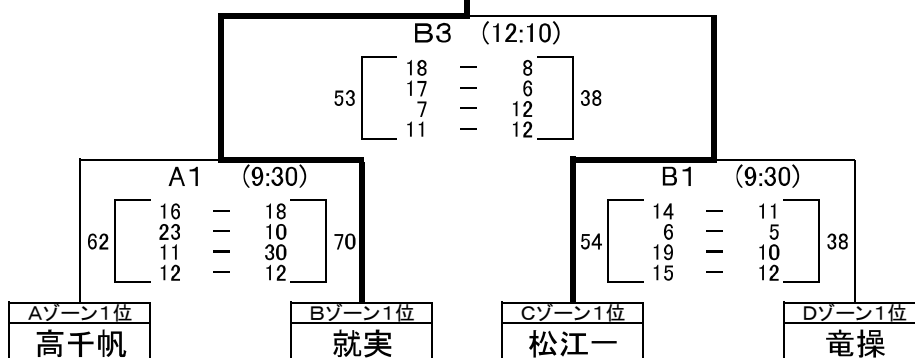 B3 (12:10)
53 18 － 8 38
17 － 6
7 － 12
11 － 12
A1 (9:30) B1 (9:30)
62 16 － 18 70 54 14 － 11 38
23 － 10 6 － 5
11 － 30 19 － 10
12 － 12 15 － 12
Aゾーン1位 Bゾーン1位 Cゾーン1位 Dゾーン1位
高千帆 就実 松江一 竜操